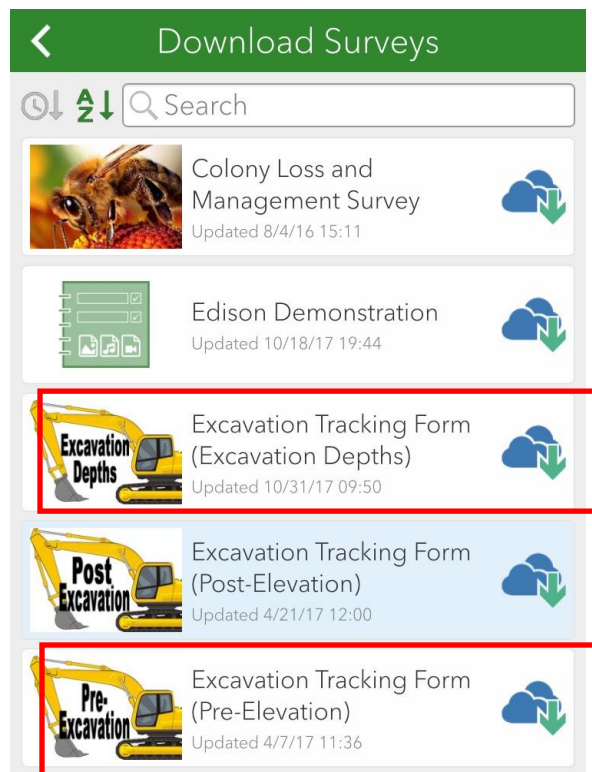 Download Surveys
Search
Colony Loss and
Management Survey
Updated 8/4/16 15:11
Edison Demonstration
Updated 10/18/17 19:44
Excavation
Depths
Excavation Tracking Form
(Excavation Depths)
Updated 10/31/17 09:50
Post
Excavation
Excavation Tracking Form
(Post-Elevation)
Updated 4/21/17 12:00
Pre-
Excavation
Excavation Tracking Form
(Pre-Elevation)
Updated 4/7/17 11:36